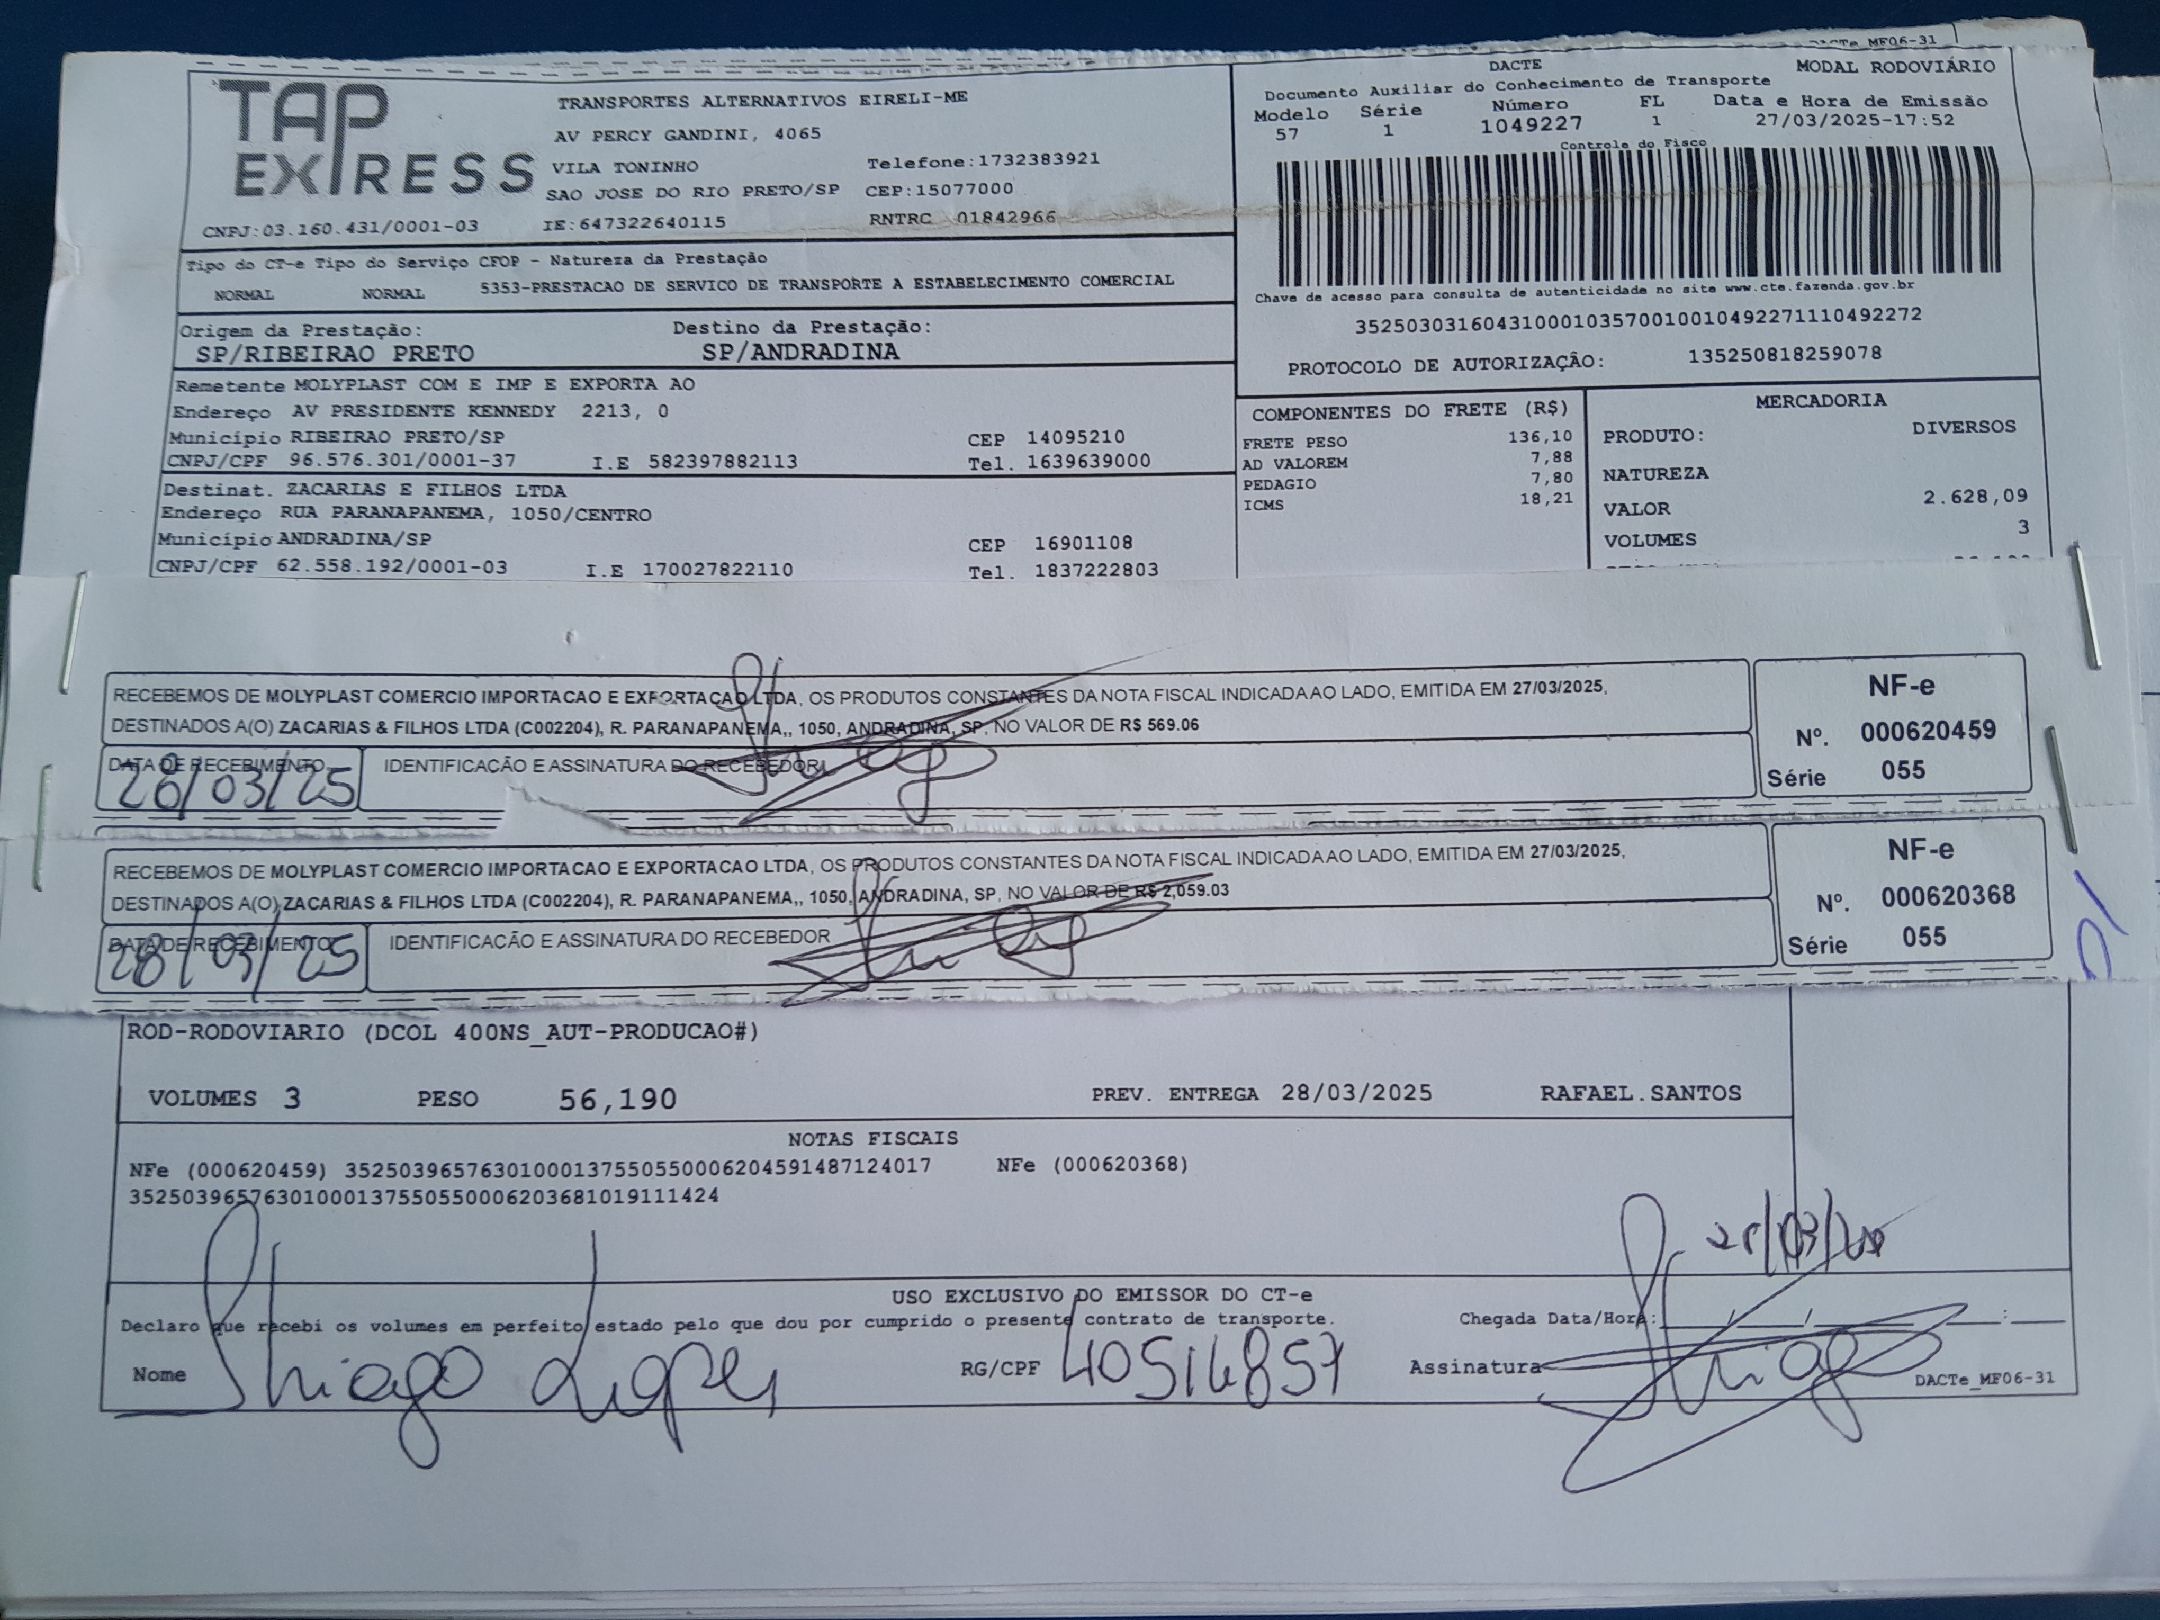 DACTe_MF06-31
TAP EXPRESS
TRANSPORTES ALTERNATIVOS EIRELI-ME
AV PERCY GANDINI, 4065
VILA TONINHO Telefone:1732383921
SAO JOSE DO RIO PRETO/SP CEP:15077000
CNPJ:03.160.431/0001-03 IE:647322640115 RNTRC 01842966
DACTE MODAL RODOVIÁRIO
Documento Auxiliar do Conhecimento de Transporte
Modelo Série Número FL Data e Hora de Emissão
57 1 1049227 1 27/03/2025-17:52
Controle do Fisco
Chave de acesso para consulta de autenticidade no site www.cte.fazenda.gov.br
35250303160431000103570010010492271110492272
PROTOCOLO DE AUTORIZAÇÃO: 135250818259078
Tipo do CT-e Tipo do Serviço CFOP - Natureza da Prestação
NORMAL NORMAL 5353-PRESTACAO DE SERVICO DE TRANSPORTE A ESTABELECIMENTO COMERCIAL
Origem da Prestação: Destino da Prestação:
SP/RIBEIRAO PRETO SP/ANDRADINA
Remetente MOLYPLAST COM E IMP E EXPORTA AO
Endereço AV PRESIDENTE KENNEDY 2213, 0
Município RIBEIRAO PRETO/SP CEP 14095210
CNPJ/CPF 96.576.301/0001-37 I.E 582397882113 Tel. 1639639000
Destinat. ZACARIAS E FILHOS LTDA
Endereço RUA PARANAPANEMA, 1050/CENTRO
Município ANDRADINA/SP CEP 16901108
CNPJ/CPF 62.558.192/0001-03 I.E 170027822110 Tel. 1837222803
COMPONENTES DO FRETE (R$)
FRETE PESO 136,10
AD VALOREM 7,88
PEDAGIO 7,80
ICMS 18,21
MERCADORIA
PRODUTO: DIVERSOS
NATUREZA
VALOR 2.628,09
VOLUMES 3
RECEBEMOS DE MOLYPLAST COMERCIO IMPORTACAO E EXPORTACAO LTDA, OS PRODUTOS CONSTANTES DA NOTA FISCAL INDICADA AO LADO, EMITIDA EM 27/03/2025,
DESTINADOS A(O) ZACARIAS & FILHOS LTDA (C002204), R. PARANAPANEMA,, 1050, ANDRADINA, SP, NO VALOR DE R$ 569.06
DATA DE RECEBIMENTO IDENTIFICACÃO E ASSINATURA DO RECEBEDOR
28/03/25
NF-e
Nº. 000620459
Série 055
RECEBEMOS DE MOLYPLAST COMERCIO IMPORTACAO E EXPORTACAO LTDA, OS PRODUTOS CONSTANTES DA NOTA FISCAL INDICADA AO LADO, EMITIDA EM 27/03/2025,
DESTINADOS A(O) ZACARIAS & FILHOS LTDA (C002204), R. PARANAPANEMA,, 1050, ANDRADINA, SP, NO VALOR DE R$ 2,059.03
DATA DE RECEBIMENTO IDENTIFICACÃO E ASSINATURA DO RECEBEDOR
28/03/25
NF-e
Nº. 000620368
Série 055
ROD-RODOVIARIO (DCOL 400NS_AUT-PRODUCAO#)
VOLUMES 3 PESO 56,190 PREV. ENTREGA 28/03/2025 RAFAEL.SANTOS
NOTAS FISCAIS
NFe (000620459) 35250396576301000137550550006204591487124017 NFe (000620368)
35250396576301000137550550006203681019111424
USO EXCLUSIVO DO EMISSOR DO CT-e
Declaro que recebi os volumes em perfeito estado pelo que dou por cumprido o presente contrato de transporte. Chegada Data/Hora: / / :
Nome Thiago Lopes RG/CPF 40514857 Assinatura Thiago
DACTe_MF06-31